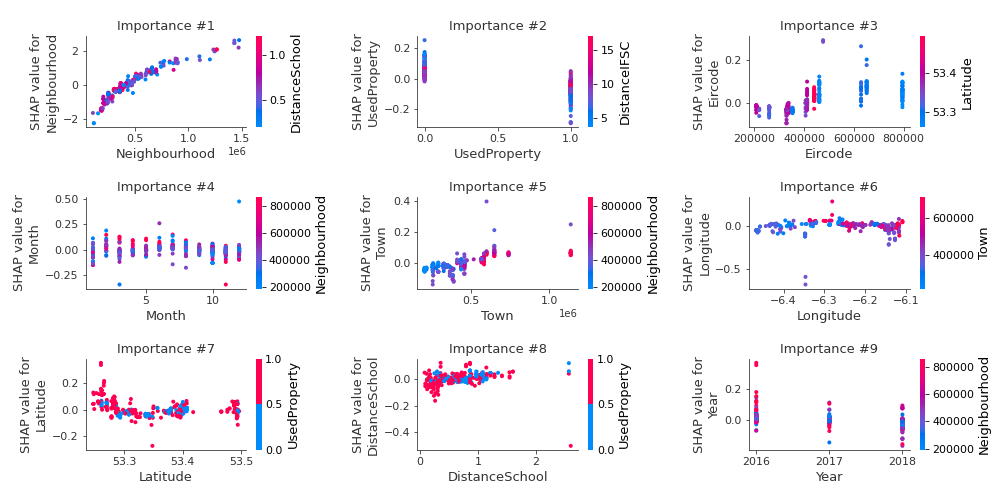 Importance #1
SHAP value for
Neighbourhood
2
0
−2
0.5
1.0
1.5
1e6
Neighbourhood
1.0
0.5
DistanceSchool
Importance #2
SHAP value for
UsedProperty
0.2
0.0
−0.2
0.0
0.5
1.0
UsedProperty
15
10
5
DistanceIFSC
Importance #3
SHAP value for
Eircode
0.2
0.0
200000
400000
600000
800000
Eircode
53.4
53.3
Latitude
Importance #4
SHAP value for
Month
0.50
0.25
0.00
−0.25
5
10
Month
800000
600000
400000
200000
Neighbourhood
Importance #5
SHAP value for
Town
0.4
0.2
0.0
0.5
1.0
1e6
Town
800000
600000
400000
200000
Neighbourhood
Importance #6
SHAP value for
Longitude
0.0
−0.5
−6.4
−6.3
−6.2
−6.1
Longitude
600000
400000
Town
Importance #7
SHAP value for
Latitude
0.2
0.0
−0.2
53.3
53.4
53.5
Latitude
1.0
0.5
0.0
UsedProperty
Importance #8
SHAP value for
DistanceSchool
0.0
−0.2
−0.4
0
1
2
DistanceSchool
1.0
0.5
0.0
UsedProperty
Importance #9
SHAP value for
Year
0.2
0.0
2016
2017
2018
Year
800000
600000
400000
200000
Neighbourhood